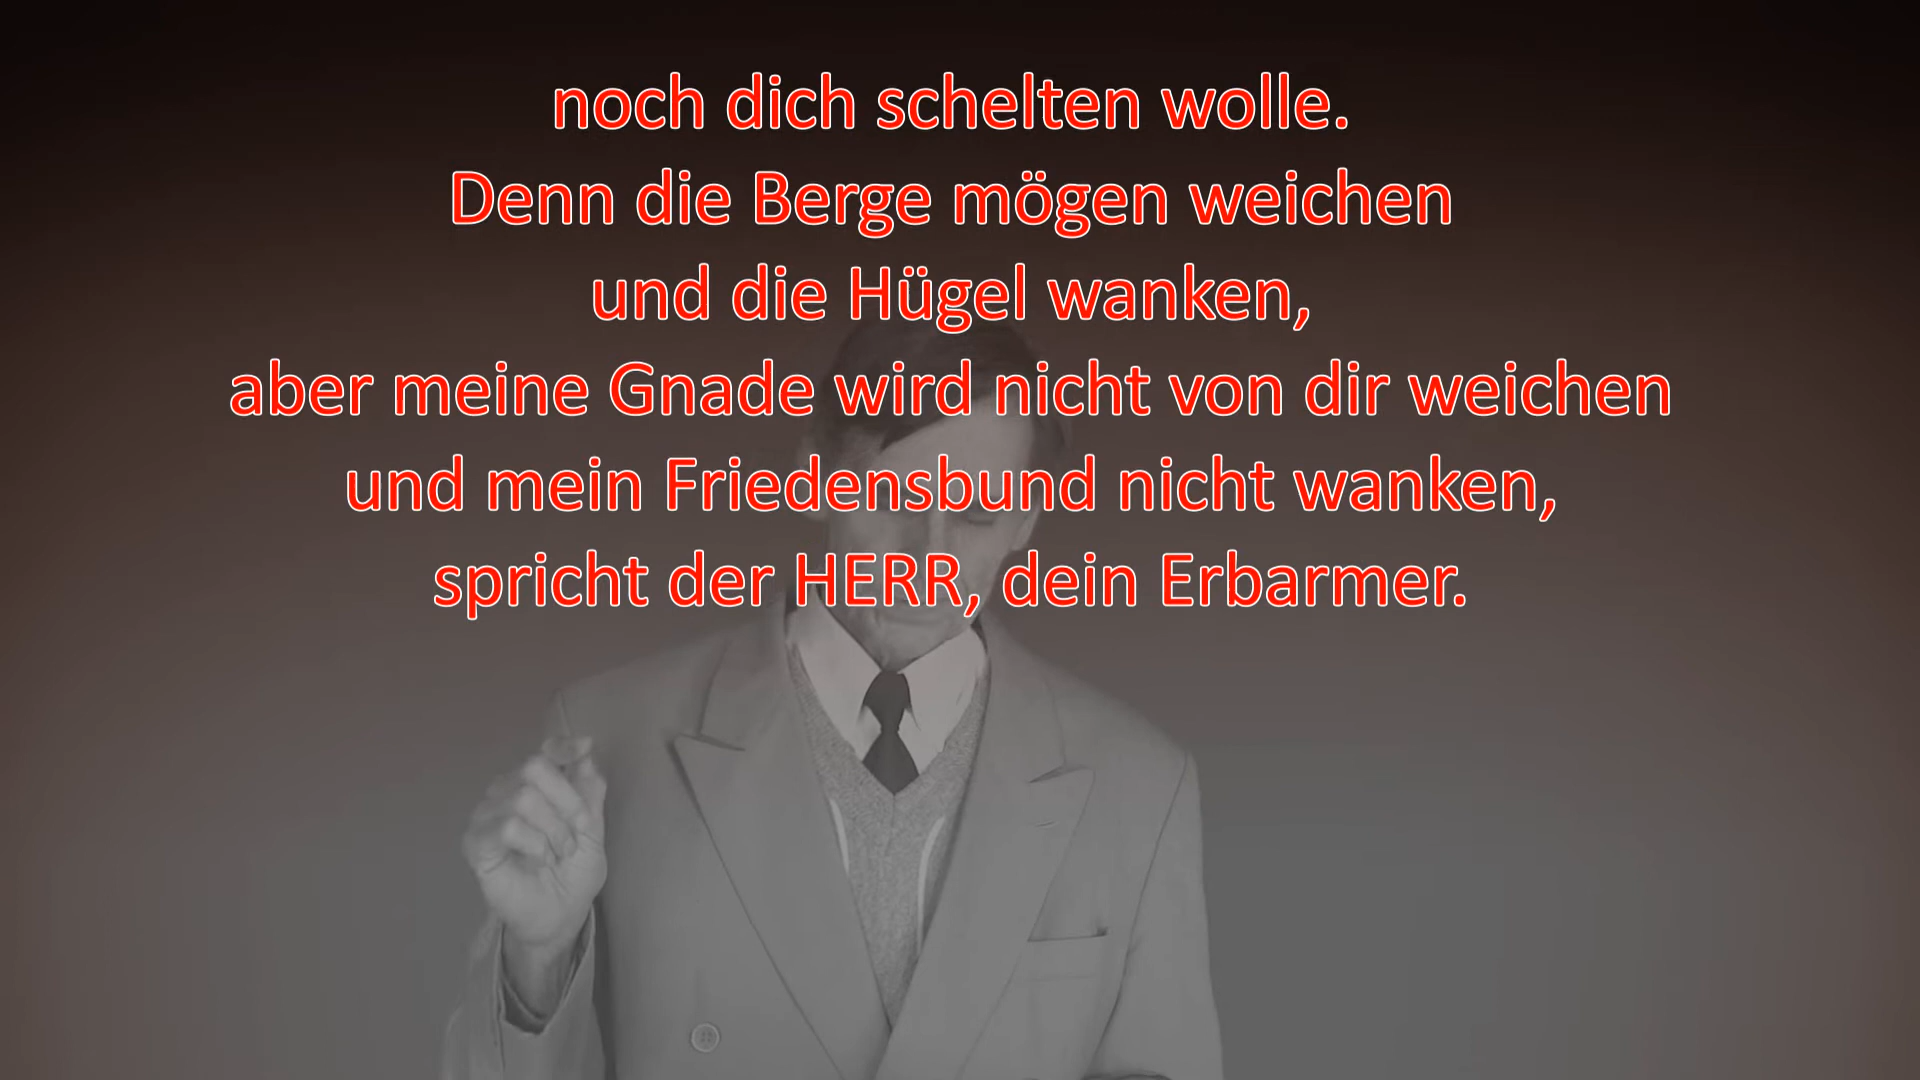 noch dich schelten wolle.
Denn die Berge mögen weichen
und die Hügel wanken,
aber meine Gnade wird nicht von dir weichen
und mein Friedensbund nicht wanken,
spricht der HERR, dein Erbarmer.